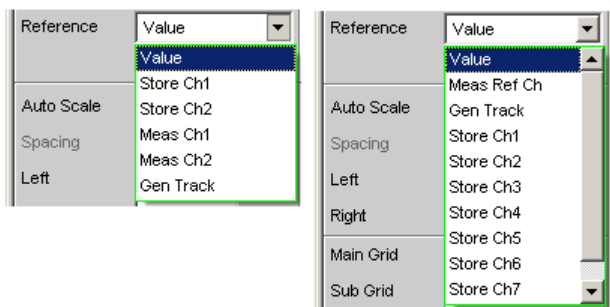 Reference Value
Value
Store Ch1
Auto Scale Store Ch2
Spacing Meas Ch1
Meas Ch2
Left Gen Track
Reference Value
Value
Meas Ref Ch
Auto Scale Gen Track
Spacing Store Ch1
Store Ch2
Left Store Ch3
Right Store Ch4
Store Ch5
Main Grid Store Ch6
Sub Grid Store Ch7